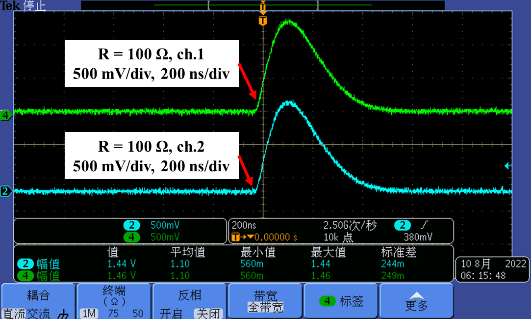 Tek 停止
T
T
R = 100 Ω, ch.1
500 mV/div, 200 ns/div
4
R = 100 Ω, ch.2
500 mV/div, 200 ns/div
2
2 500mV
4 500mV
200ns 2.50G次/秒 2
T→▼0.00000 s 10k 点 380mV
值 平均值 最小值 最大值 标准差
2 幅值 1.44 V 1.10 560m 1.44 244m
4 幅值 1.46 V 1.10 560m 1.46 249m
10 8月 2022
06:15:48
耦合
直流 交流
终端
(Ω)
1M 75 50
反相
开启 关闭
带宽
全带宽
4 标签
更多